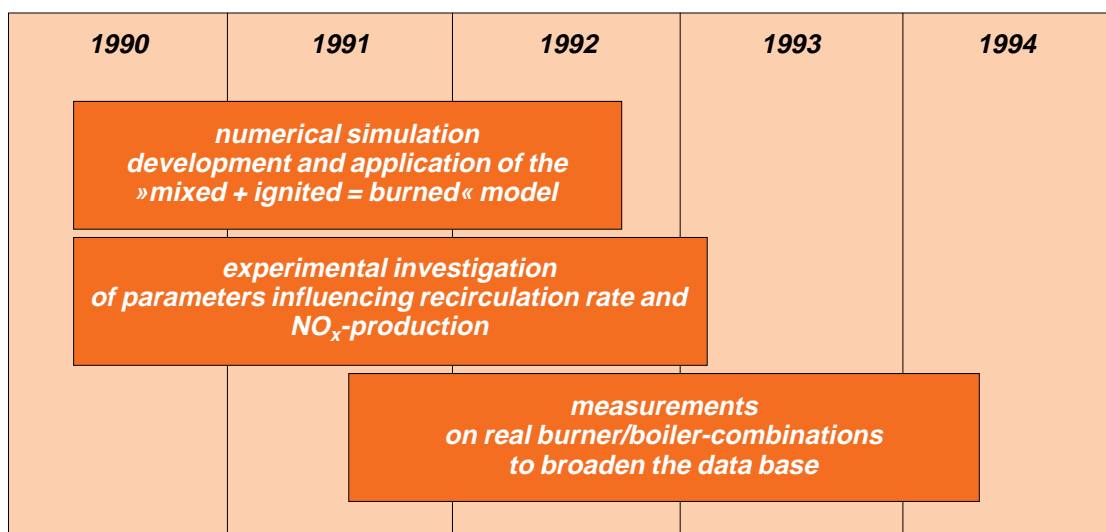 1990 1991 1992 1993 1994
numerical simulation
development and application of the
»mixed + ignited = burned« model
experimental investigation
of parameters influencing recirculation rate and
NOx-production
measurements
on real burner/boiler-combinations
to broaden the data base